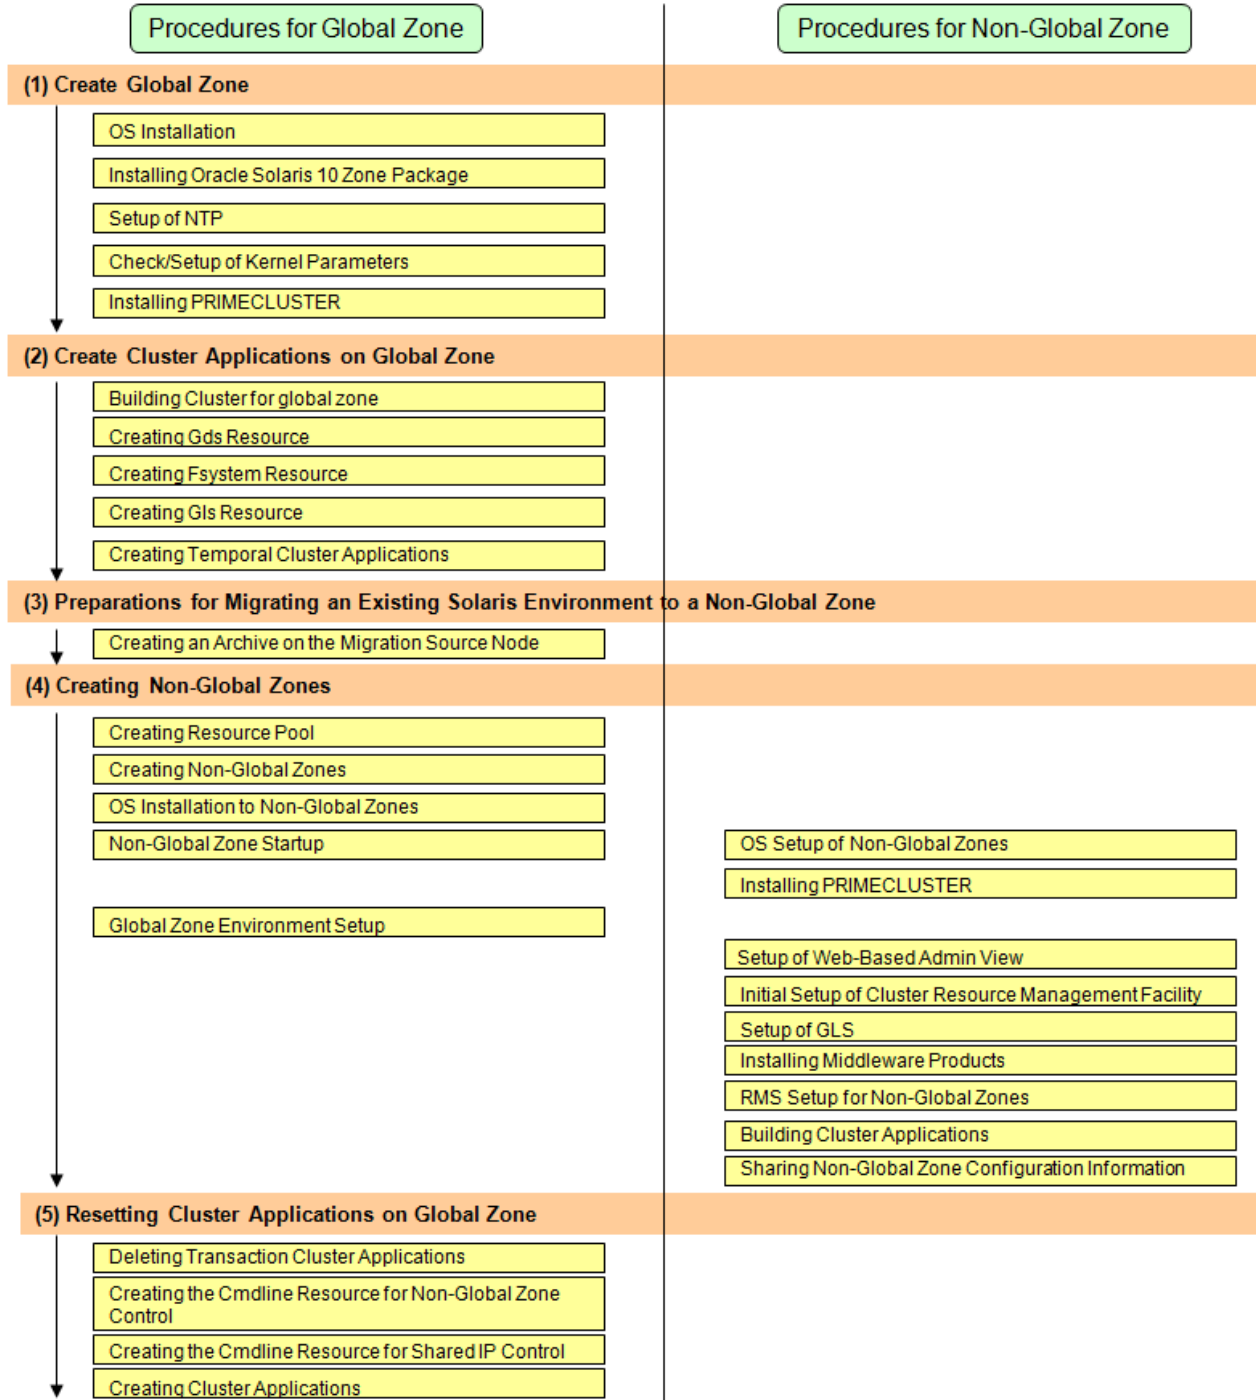 Procedures for Global Zone
Procedures for Non-Global Zone
(1) Create Global Zone
OS Installation
Installing Oracle Solaris 10 Zone Package
Setup of NTP
Check/Setup of Kernel Parameters
Installing PRIMECLUSTER
(2) Create Cluster Applications on Global Zone
Building Cluster for global zone
Creating Gds Resource
Creating Fsystem Resource
Creating Gls Resource
Creating Temporal Cluster Applications
(3) Preparations for Migrating an Existing Solaris Environment to a Non-Global Zone
Creating an Archive on the Migration Source Node
(4) Creating Non-Global Zones
Creating Resource Pool
Creating Non-Global Zones
OS Installation to Non-Global Zones
Non-Global Zone Startup
OS Setup of Non-Global Zones
Installing PRIMECLUSTER
Global Zone Environment Setup
Setup of Web-Based Admin View
Initial Setup of Cluster Resource Management Facility
Setup of GLS
Installing Middleware Products
RMS Setup for Non-Global Zones
Building Cluster Applications
Sharing Non-Global Zone Configuration Information
(5) Resetting Cluster Applications on Global Zone
Deleting Transaction Cluster Applications
Creating the Cmdline Resource for Non-Global Zone
Control
Creating the Cmdline Resource for Shared IP Control
Creating Cluster Applications